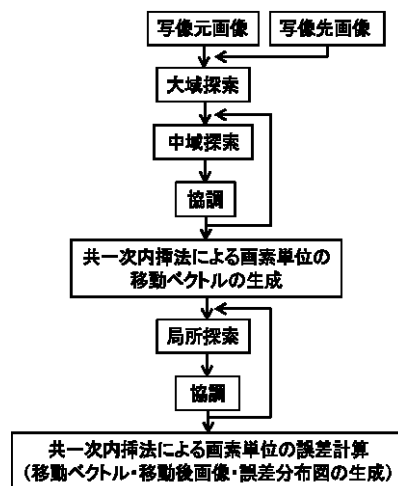 写像元画像
写像先画像
大域探索
中域探索
協調
共一次内挿法による画素単位の
移動ベクトルの生成
局所探索
協調
共一次内挿法による画素単位の誤差計算
(移動ベクトル・移動後画像・誤差分布図の生成)